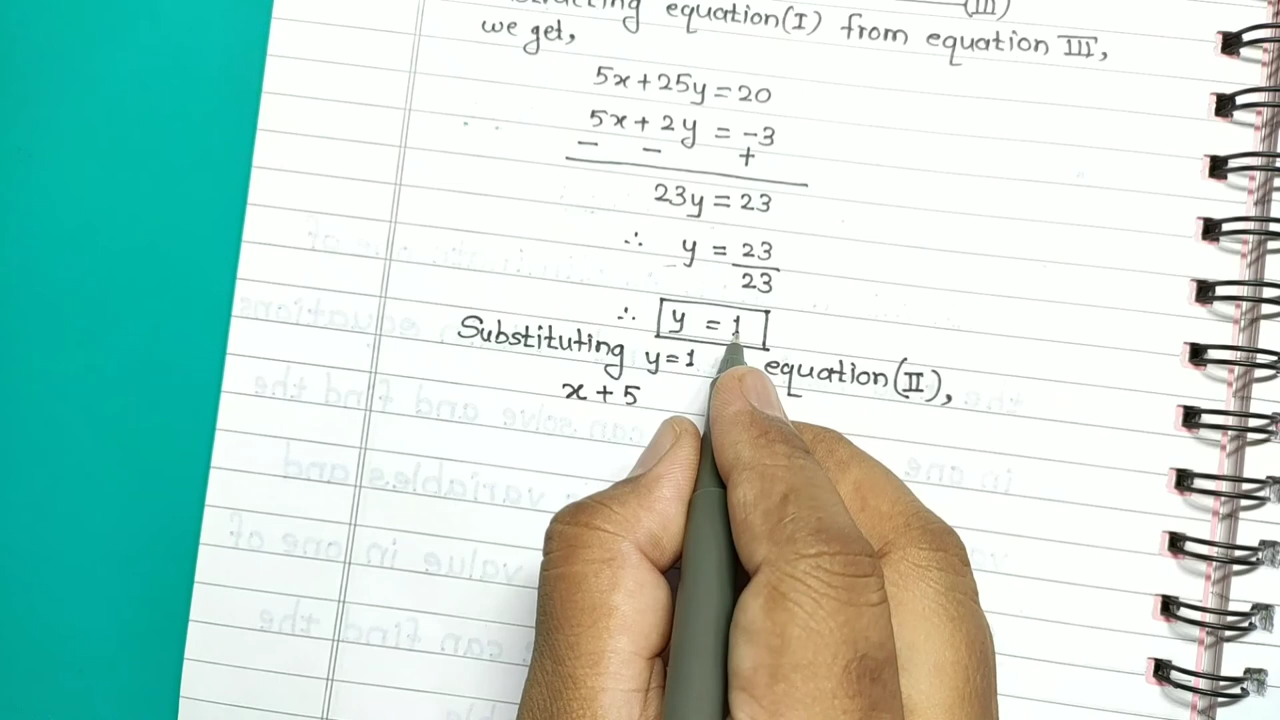 (III)
equation(I) from equation III,
we get,
5x+25y=20
5x+2y = -3
- - +
23y=23
∴ y = 23
23
∴ y = 1
Substituting y=1 equation(II),
x+5